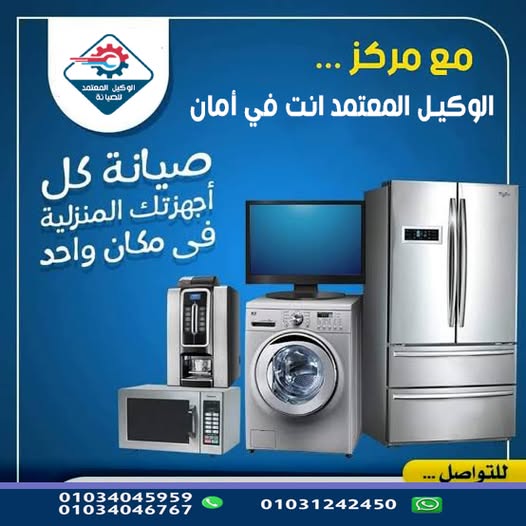 الوكيل المعتمد
للصيانة
مع مركز ...
الوكيل المعتمد انت في أمان
صيانة كل
أجهزتك المنزلية
فى مكان واحد
للتواصل ...
01034045959
01034046767
01031242450